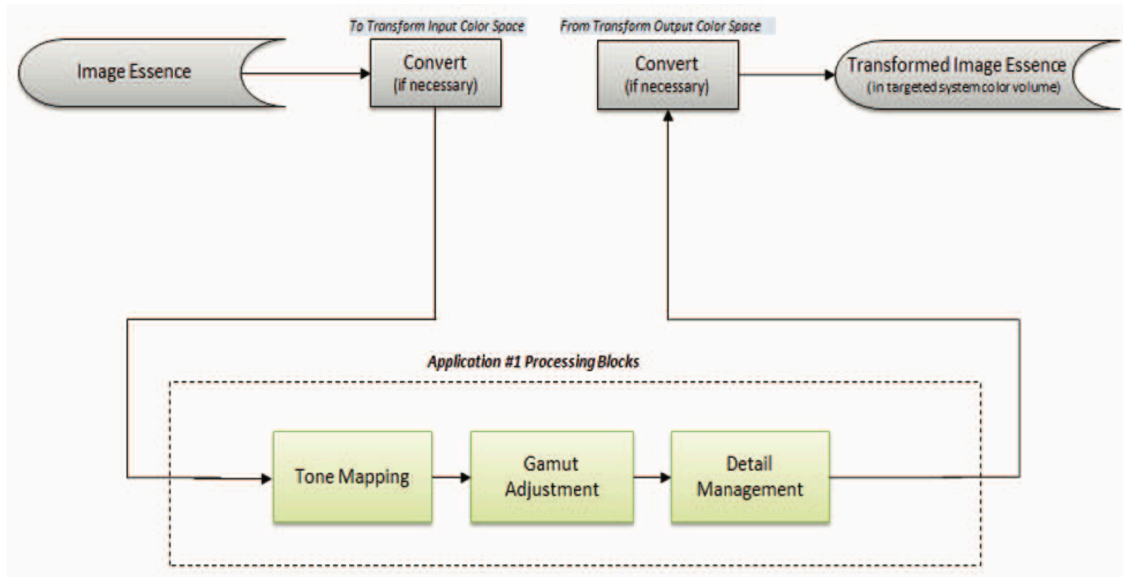 To Transform Input Color Space
From Transform Output Color Space
Image Essence
Convert
(if necessary)
Convert
(if necessary)
Transformed Image Essence
(in targeted system color volume)
Application #1 Processing Blocks
Tone Mapping
Gamut
Adjustment
Detail
Management